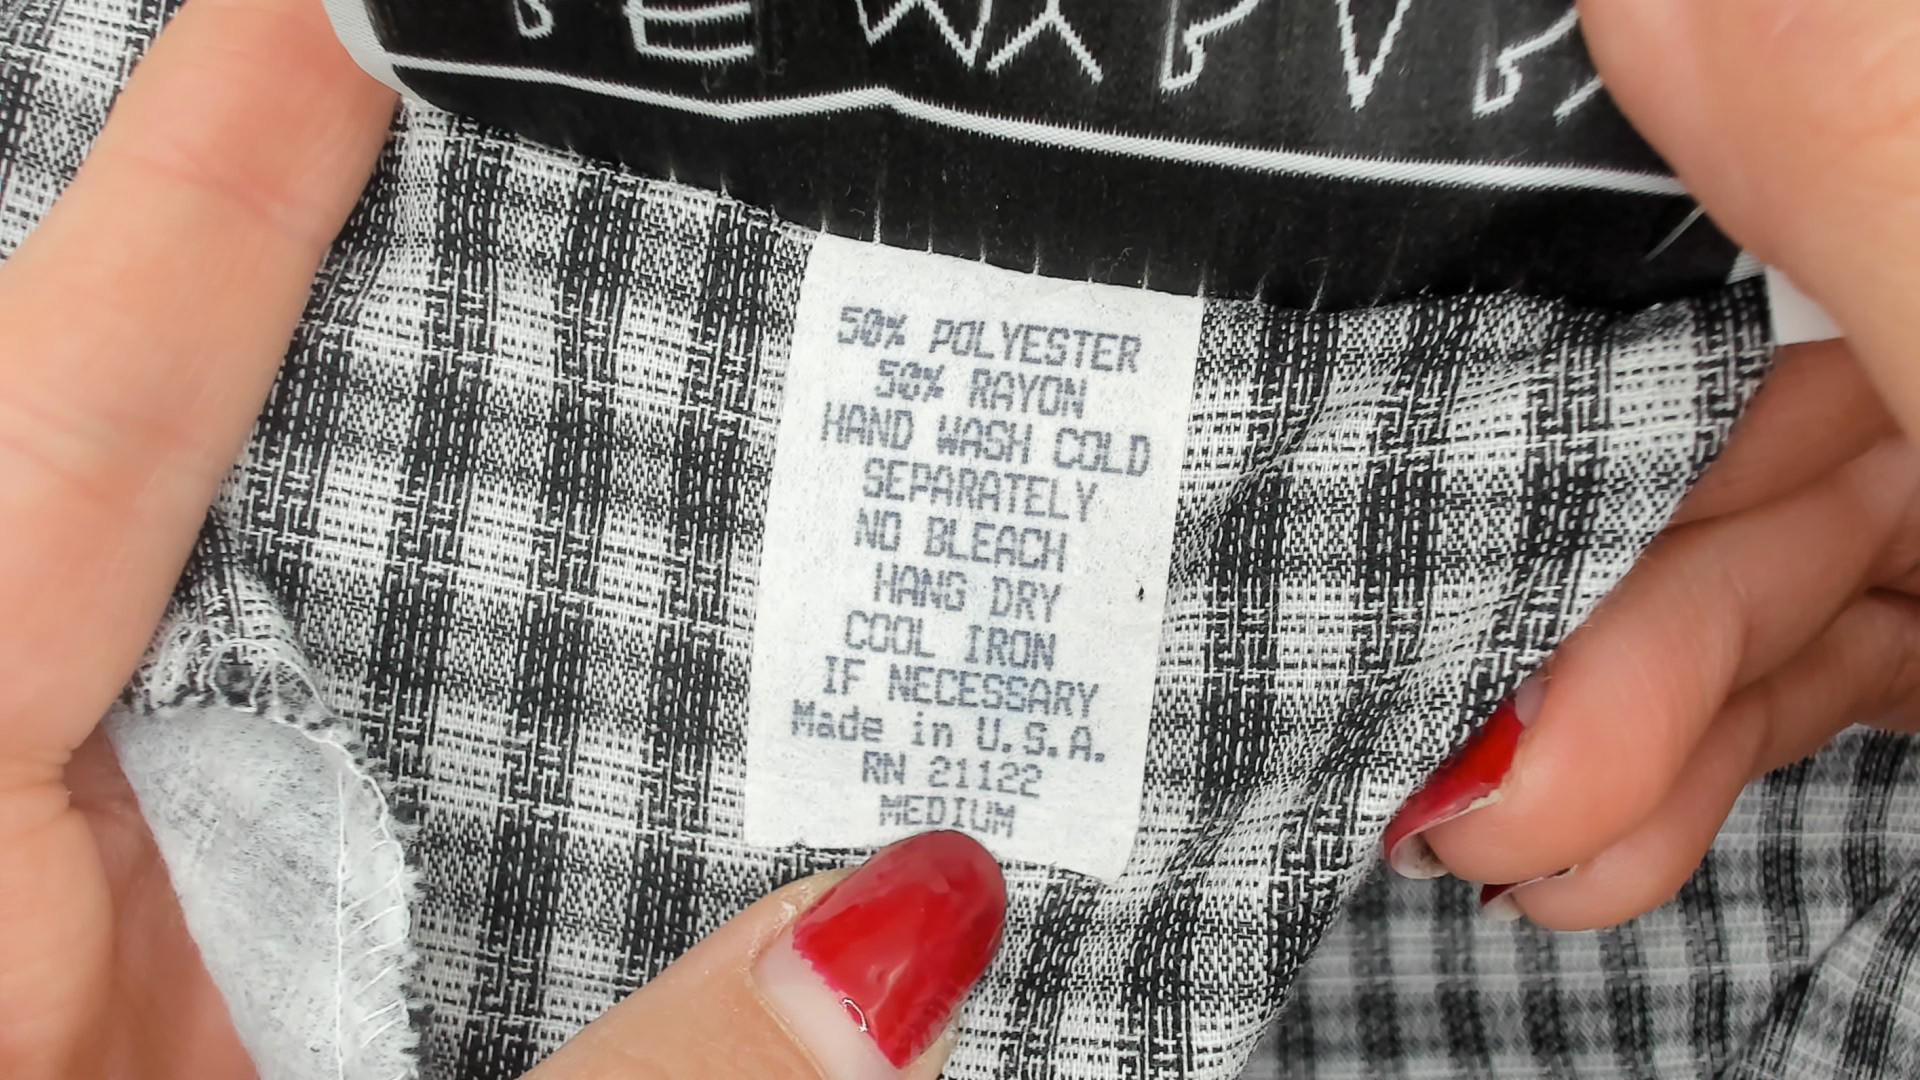 50% POLYESTER
50% RAYON
HAND WASH COLD
SEPARATELY
NO BLEACH
HANG DRY
COOL IRON
IF NECESSARY
Made in U.S.A.
RN 21122
MEDIUM